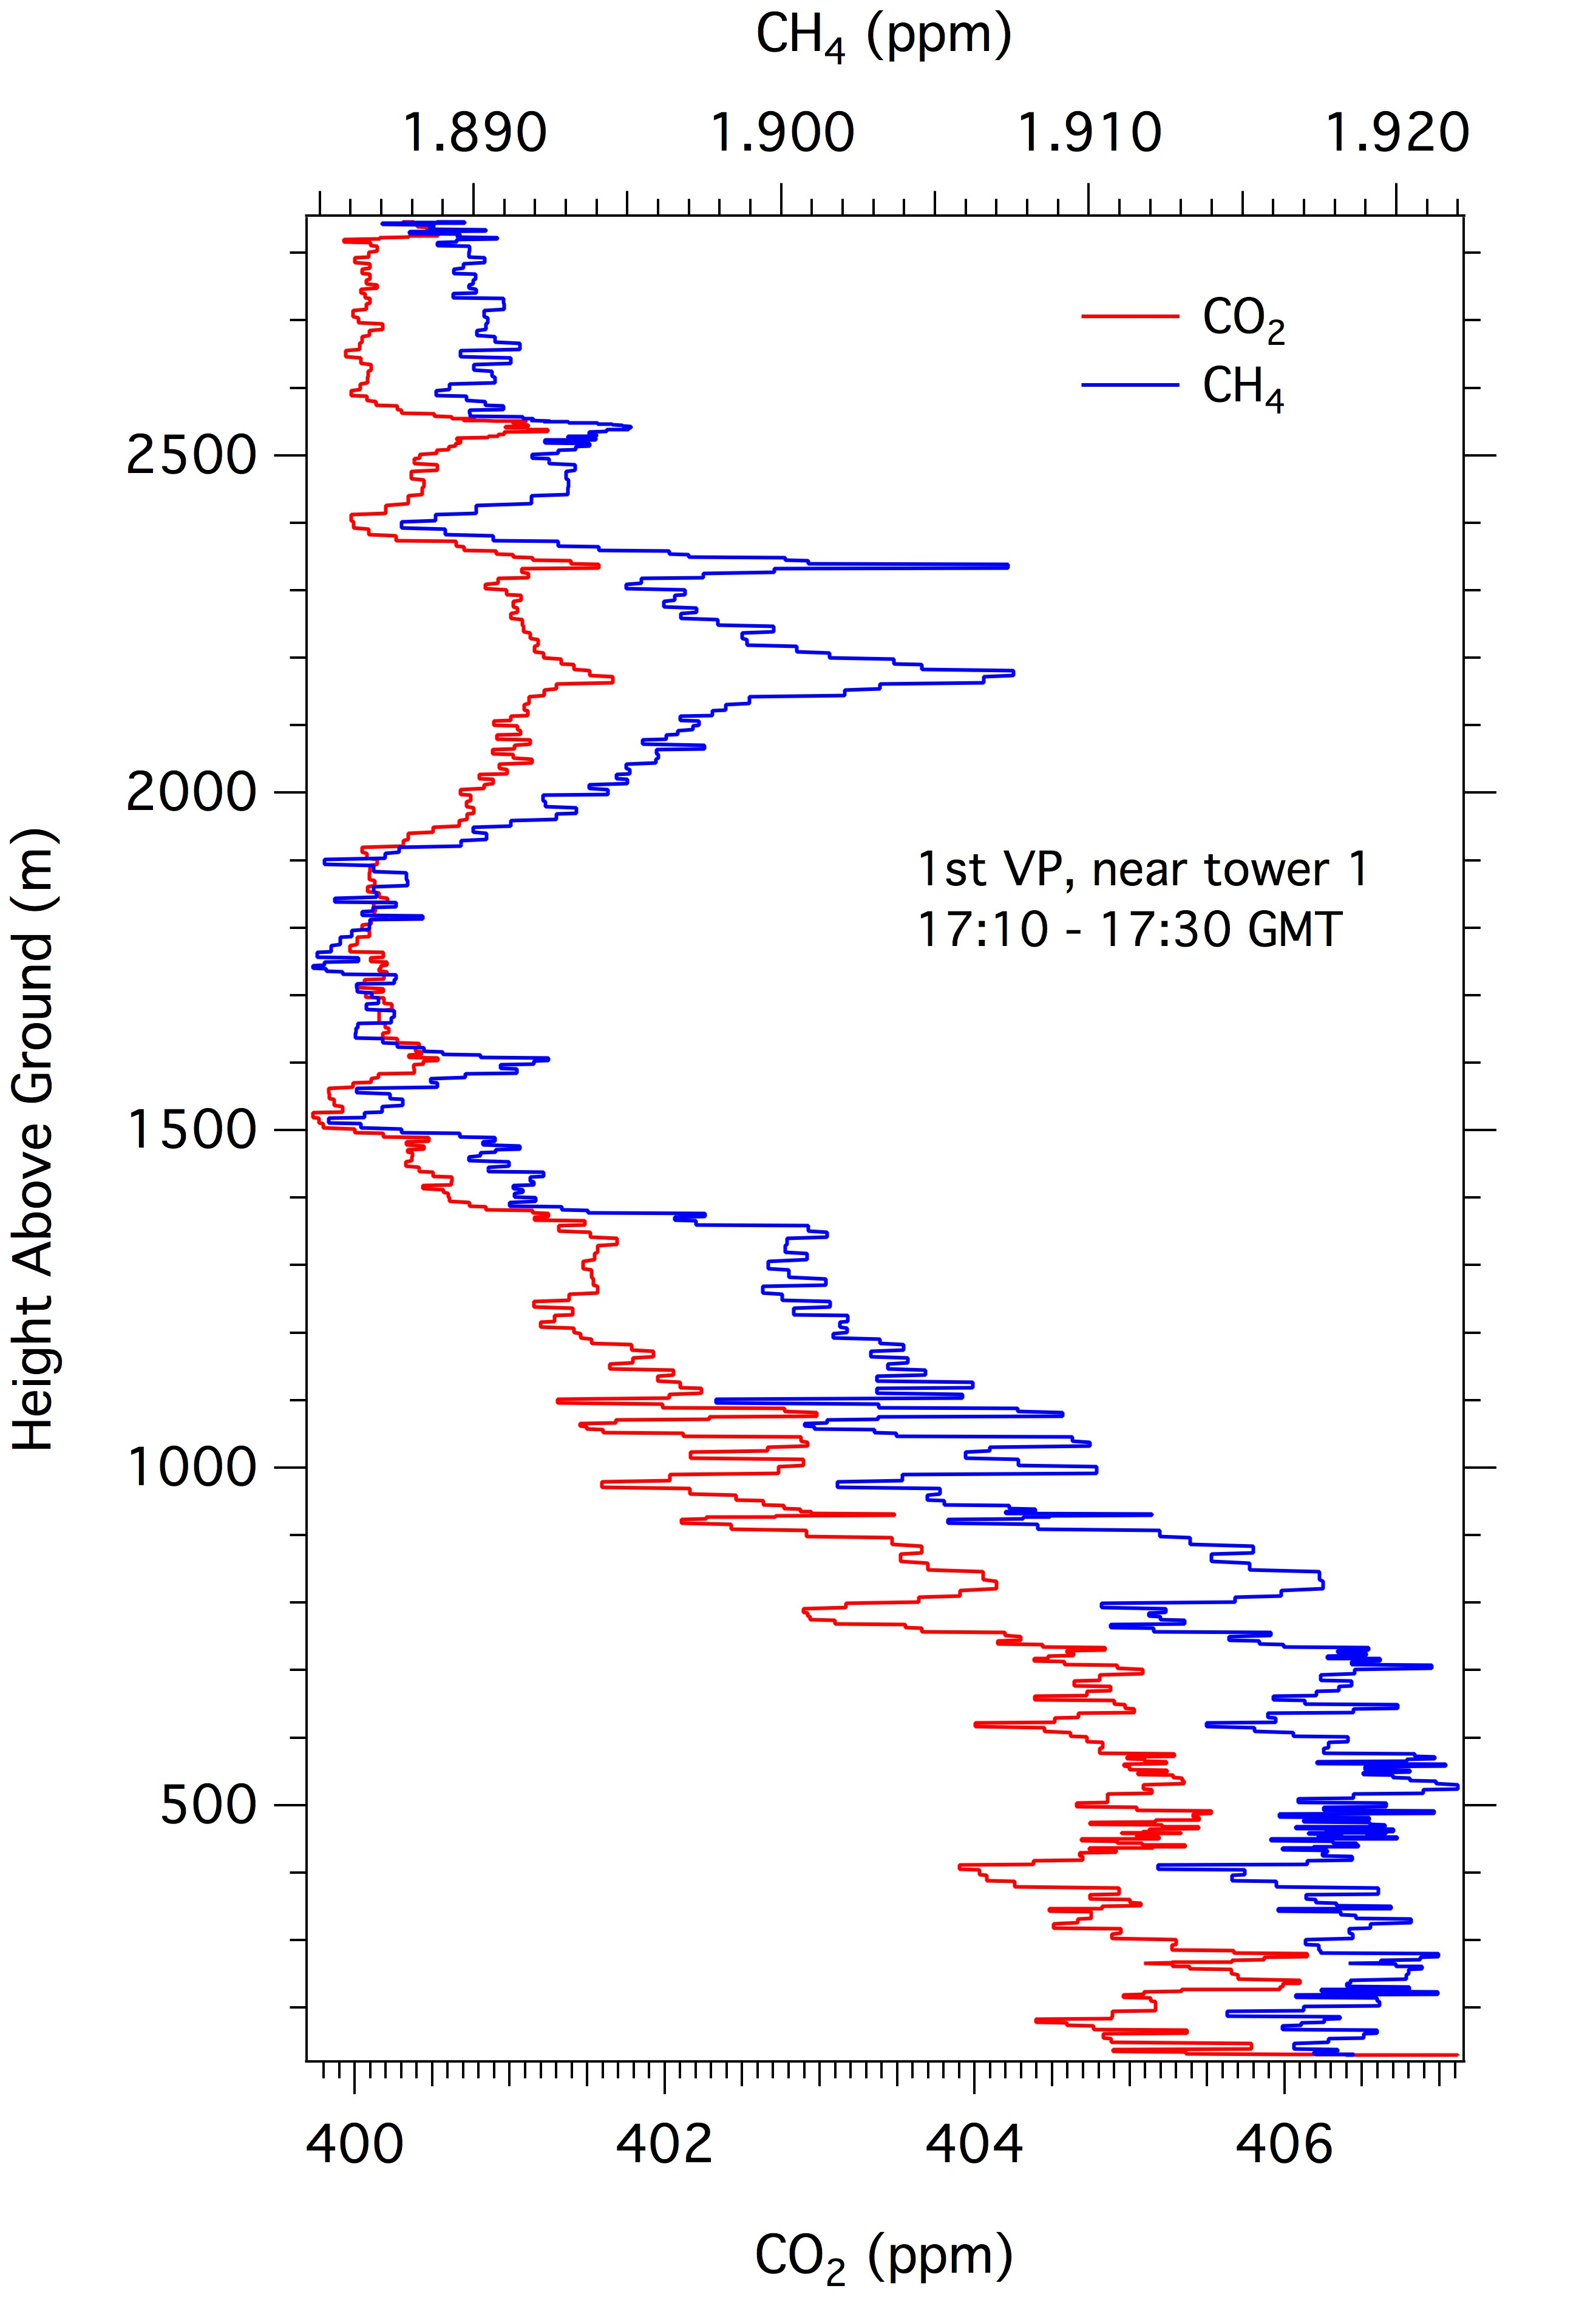 CH₄ (ppm)
1.890 1.900 1.910 1.920
CO₂
CH₄
2500
2000
1st VP, near tower 1
17:10 - 17:30 GMT
Height Above Ground (m)
1500
1000
500
400 402 404 406
CO₂ (ppm)